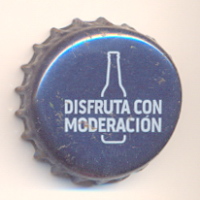 DISFRUTA CON
MODERACIÓN